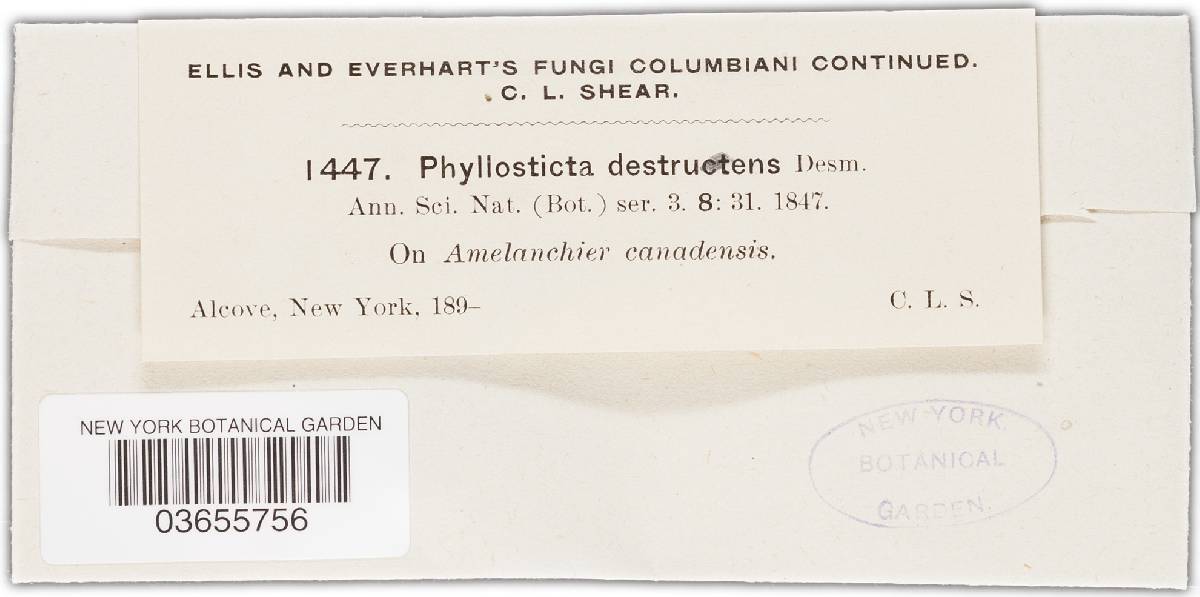 ELLIS AND EVERHART'S FUNGI COLUMBIANI CONTINUED.
C. L. SHEAR.
1447. Phyllosticta destructens Desm.
Ann. Sci. Nat. (Bot.) ser. 3. 8: 31. 1847.
On Amelanchier canadensis.
Alcove, New York, 189– C. L. S.
NEW YORK BOTANICAL GARDEN
03655756
NEW YORK
BOTANICAL
GARDEN.